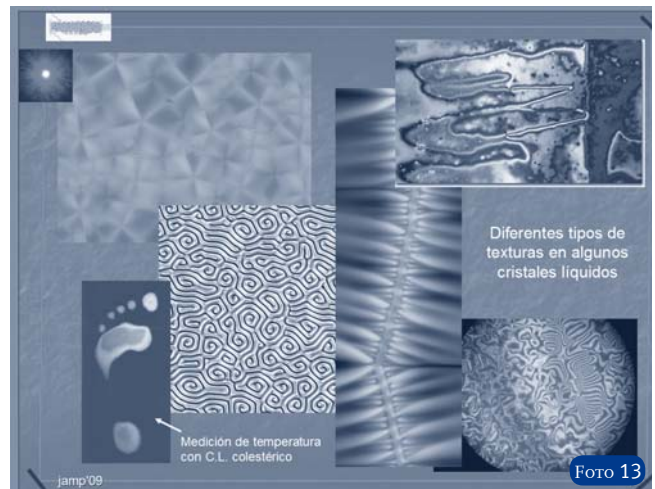 Diferentes tipos de
texturas en algunos
cristales líquidos
Medición de temperatura
con C.L. colestérico
jamp'09
FOTO 13